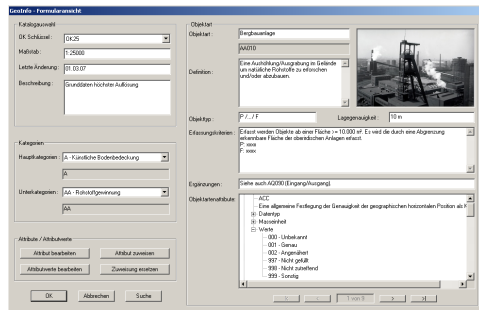 GeoInfo - Formularansicht
Katalogauswahl
OK Schlüssel :
OK25
Maßstab :
1:25000
Letzte Änderung :
01.03.07
Beschreibung :
Grunddaten höchster Auflösung
Kategorien
Hauptkategorien :
A - Künstliche Bodenbedeckung
A
Unterkategorien :
AA - Rohstoffgewinnung
AA
Attribute / Attributwerte
Attribut bearbeiten
Attribut zuweisen
Attributwerte bearbeiten
Zuweisung ersetzen
OK
Abbrechen
Suche
Objektart
Objektart :
Bergbauanlage
AA010
Definition :
Eine Aushöhlung/Ausgrabung im Gelände
um natürliche Rohstoffe zu erforschen
und/oder abzubauen.
Objekttyp :
P /../ F
Lagegenauigkeit :
10 m
Erfassungskriterien :
Erfasst werden Objekte ab einer Fläche >= 10.000 m². Es wird die durch eine Abgrenzung
erkennbare Fläche der oberirdischen Anlagen erfasst:
P: xxxx
F: xxxx
Ergänzungen :
Siehe auch AQ090 (Eingang/Ausgang).
Objektartenattribute :
ACC
Eine allgemeine Festlegung der Genauigkeit der geographischen horizontalen Position als
Datentyp
Masseinheit
Werte
000 - Unbekannt
001 - Genau
002 - Angenähert
997 - Nicht gefüllt
998 - Nicht zutreffend
999 - Sonstig
1 von 9